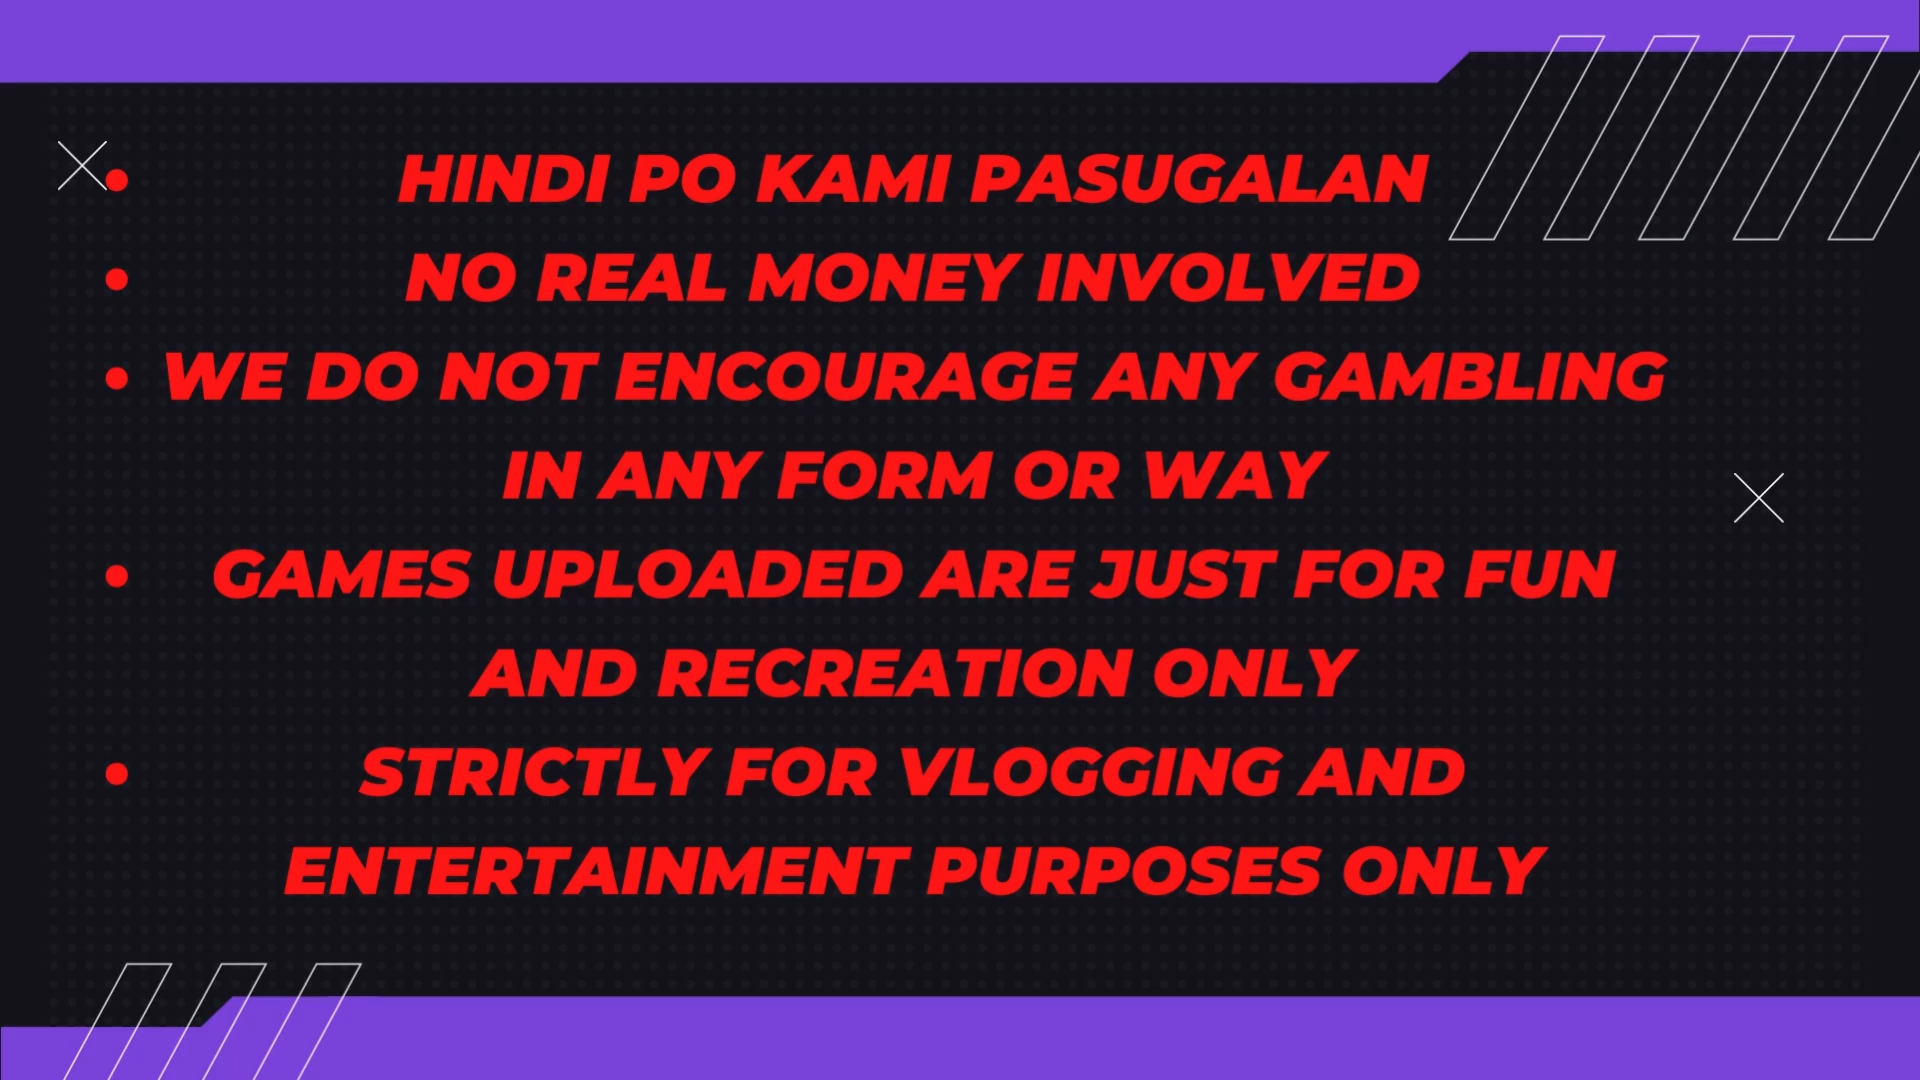 • HINDI PO KAMI PASUGALAN
• NO REAL MONEY INVOLVED
• WE DO NOT ENCOURAGE ANY GAMBLING
IN ANY FORM OR WAY
• GAMES UPLOADED ARE JUST FOR FUN
AND RECREATION ONLY
• STRICTLY FOR VLOGGING AND
ENTERTAINMENT PURPOSES ONLY